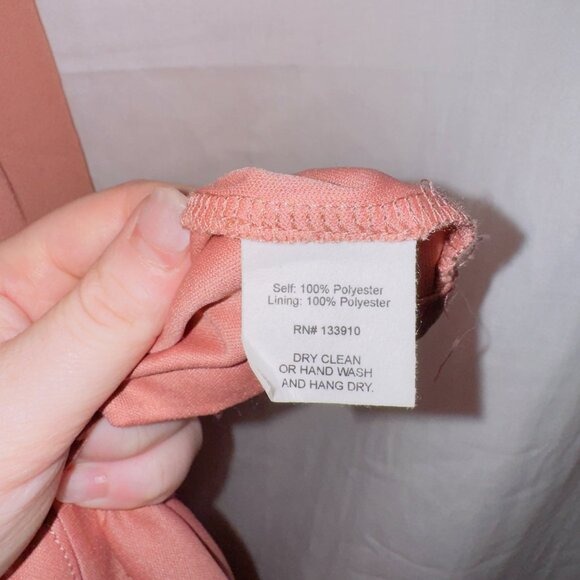 Self: 100% Polyester
Lining: 100% Polyester
RN# 133910
DRY CLEAN
OR HAND WASH
AND HANG DRY.